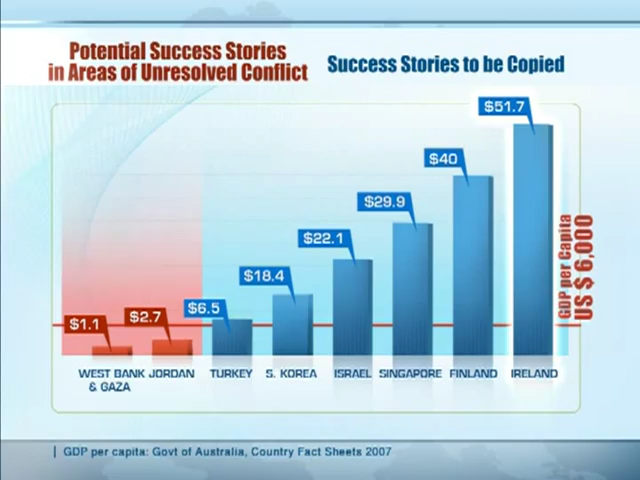 Potential Success Stories
in Areas of Unresolved Conflict
Success Stories to be Copied
$51.7
$40
$29.9
$22.1
$18.4
$6.5
$2.7
$1.1
GDP per Capita
US $ 6,000
WEST BANK
& GAZA
JORDAN
TURKEY
S. KOREA
ISRAEL
SINGAPORE
FINLAND
IRELAND
GDP per capita: Govt of Australia, Country Fact Sheets 2007